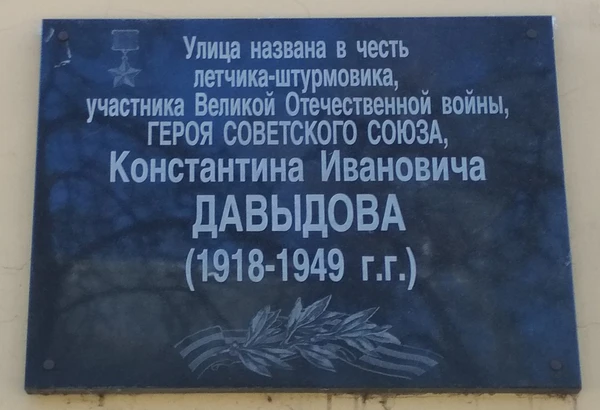 Улица названа в честь
летчика-штурмовика,
участника Великой Отечественной войны,
ГЕРОЯ СОВЕТСКОГО СОЮЗА,
Константина Ивановича
ДАВЫДОВА
(1918-1949 г.г.)